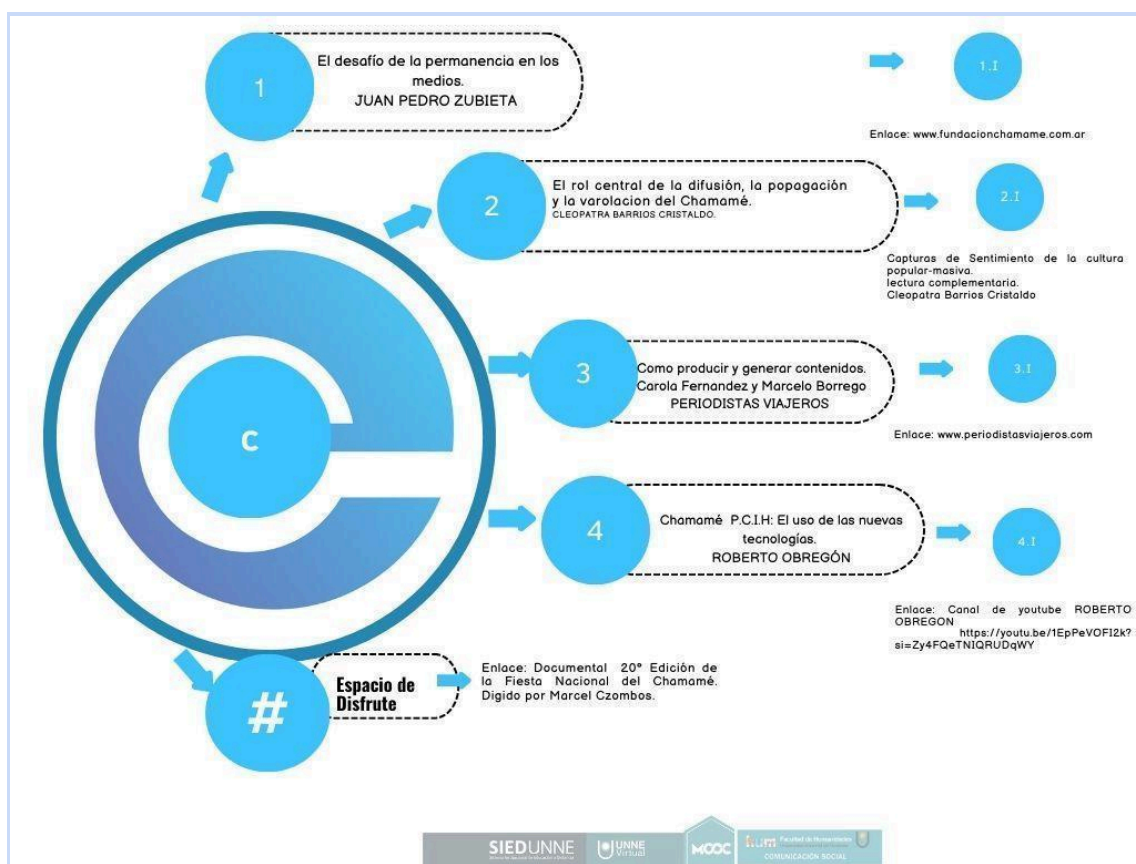 1
El desafío de la permanencia en los
medios.
JUAN PEDRO ZUBIETA
1.I
Enlace: www.fundacionchamame.com.ar
2
El rol central de la difusión, la popagación
y la varolacion del Chamamé.
CLEOPATRA BARRIOS CRISTALDO.
2.I
Capturas de Sentimiento de la cultura
popular-masiva.
lectura complementaria.
Cleopatra Barrios Cristaldo
3
Como producir y generar contenidos.
Carola Fernandez y Marcelo Borrego
PERIODISTAS VIAJEROS
3.I
Enlace: www.periodistasviajeros.com
C
4
Chamamé P.C.I.H: El uso de las nuevas
tecnologías.
ROBERTO OBREGÓN
4.I
Enlace: Canal de youtube ROBERTO
OBREGON
https://youtu.be/1EpPeVOFI2k?
si=Zy4FQeTNIQRUDqWY
#
Espacio de
Disfrute
Enlace: Documental 20° Edición de
la Fiesta Nacional del Chamamé.
Digido por Marcel Czombos.
SIEDUNNE
UNNE
Virtual
MOOC
hum
Facultad de Humanidades
COMUNICACIÓN SOCIAL